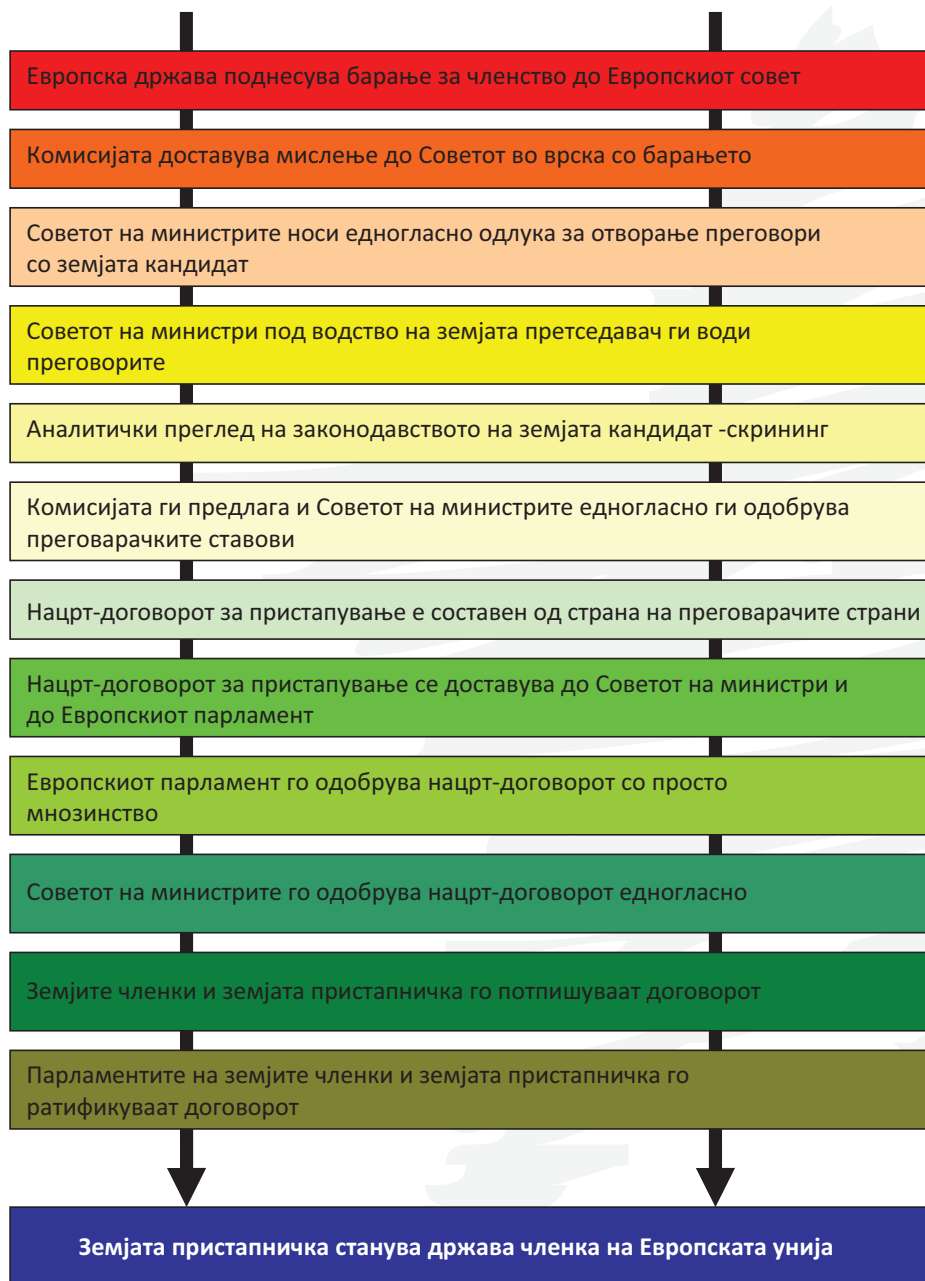 Европска држава поднесува барање за членство до Европскиот совет
Комисијата доставува мислење до Советот во врска со барањето
Советот на министрите носи едногласно одлука за отворање преговори
со земјата кандидат
Советот на министри под водство на земјата претседавач ги води
преговорите
Аналитички преглед на законодавството на земјата кандидат -скрининг
Комисијата ги предлага и Советот на министрите едногласно ги одобрува
преговарачките ставови
Нацрт-договорот за пристапување е составен од страна на преговарачите страни
Нацрт-договорот за пристапување се доставува до Советот на министри и
до Европскиот парламент
Европскиот парламент го одобрува нацрт-договорот со просто
мнозинство
Советот на министрите го одобрува нацрт-договорот едногласно
Земјите членки и земјата пристапничка го потпишуваат договорот
Парламентите на земјите членки и земјата пристапничка го
ратификуваат договорот
Земјата пристапничка станува држава членка на Европската унија